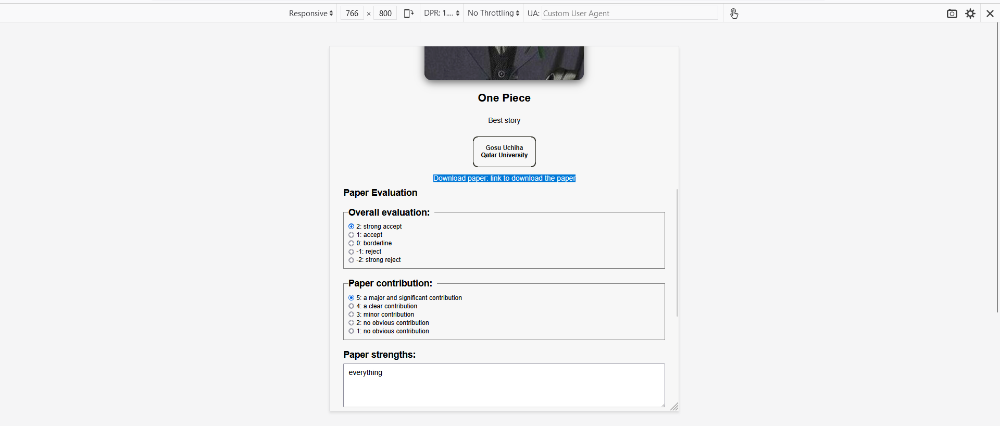 Responsive 766 × 800 DPR: 1.... No Throttling UA: Custom User Agent
One Piece
Best story
Gosu Uchiha
Qatar University
Download paper: link to download the paper
Paper Evaluation
Overall evaluation:
2: strong accept
1: accept
0: borderline
-1: reject
-2: strong reject
Paper contribution:
5: a major and significant contribution
4: a clear contribution
3: minor contribution
2: no obvious contribution
1: no obvious contribution
Paper strengths:
everything